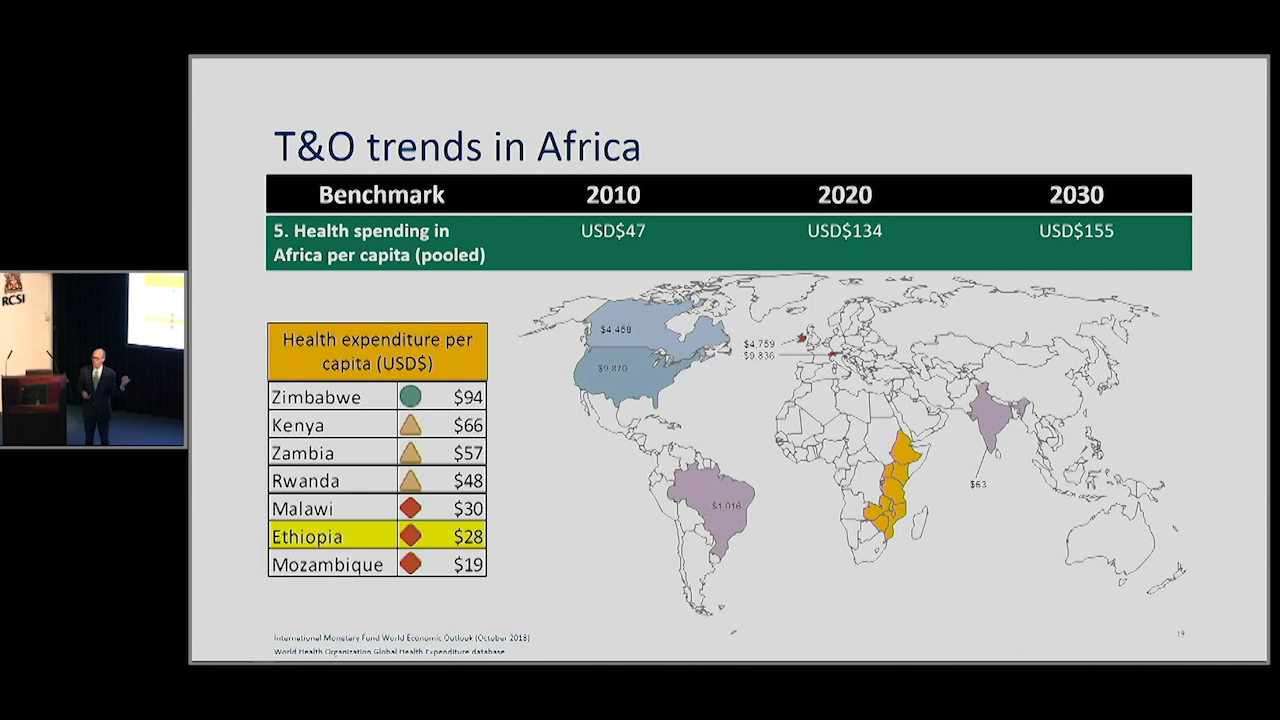 T&O trends in Africa
Benchmark 2010 2020 2030
5. Health spending in
Africa per capita (pooled) USD$47 USD$134 USD$155
Health expenditure per
capita (USD$)
Zimbabwe $94
Kenya $66
Zambia $57
Rwanda $48
Malawi $30
Ethiopia $28
Mozambique $19
$4,458
$9,870
$4,759
$9,836
$1,016
$63
International Monetary Fund World Economic Outlook (October 2018)
World Health Organization Global Health Expenditure database
19
RCSI